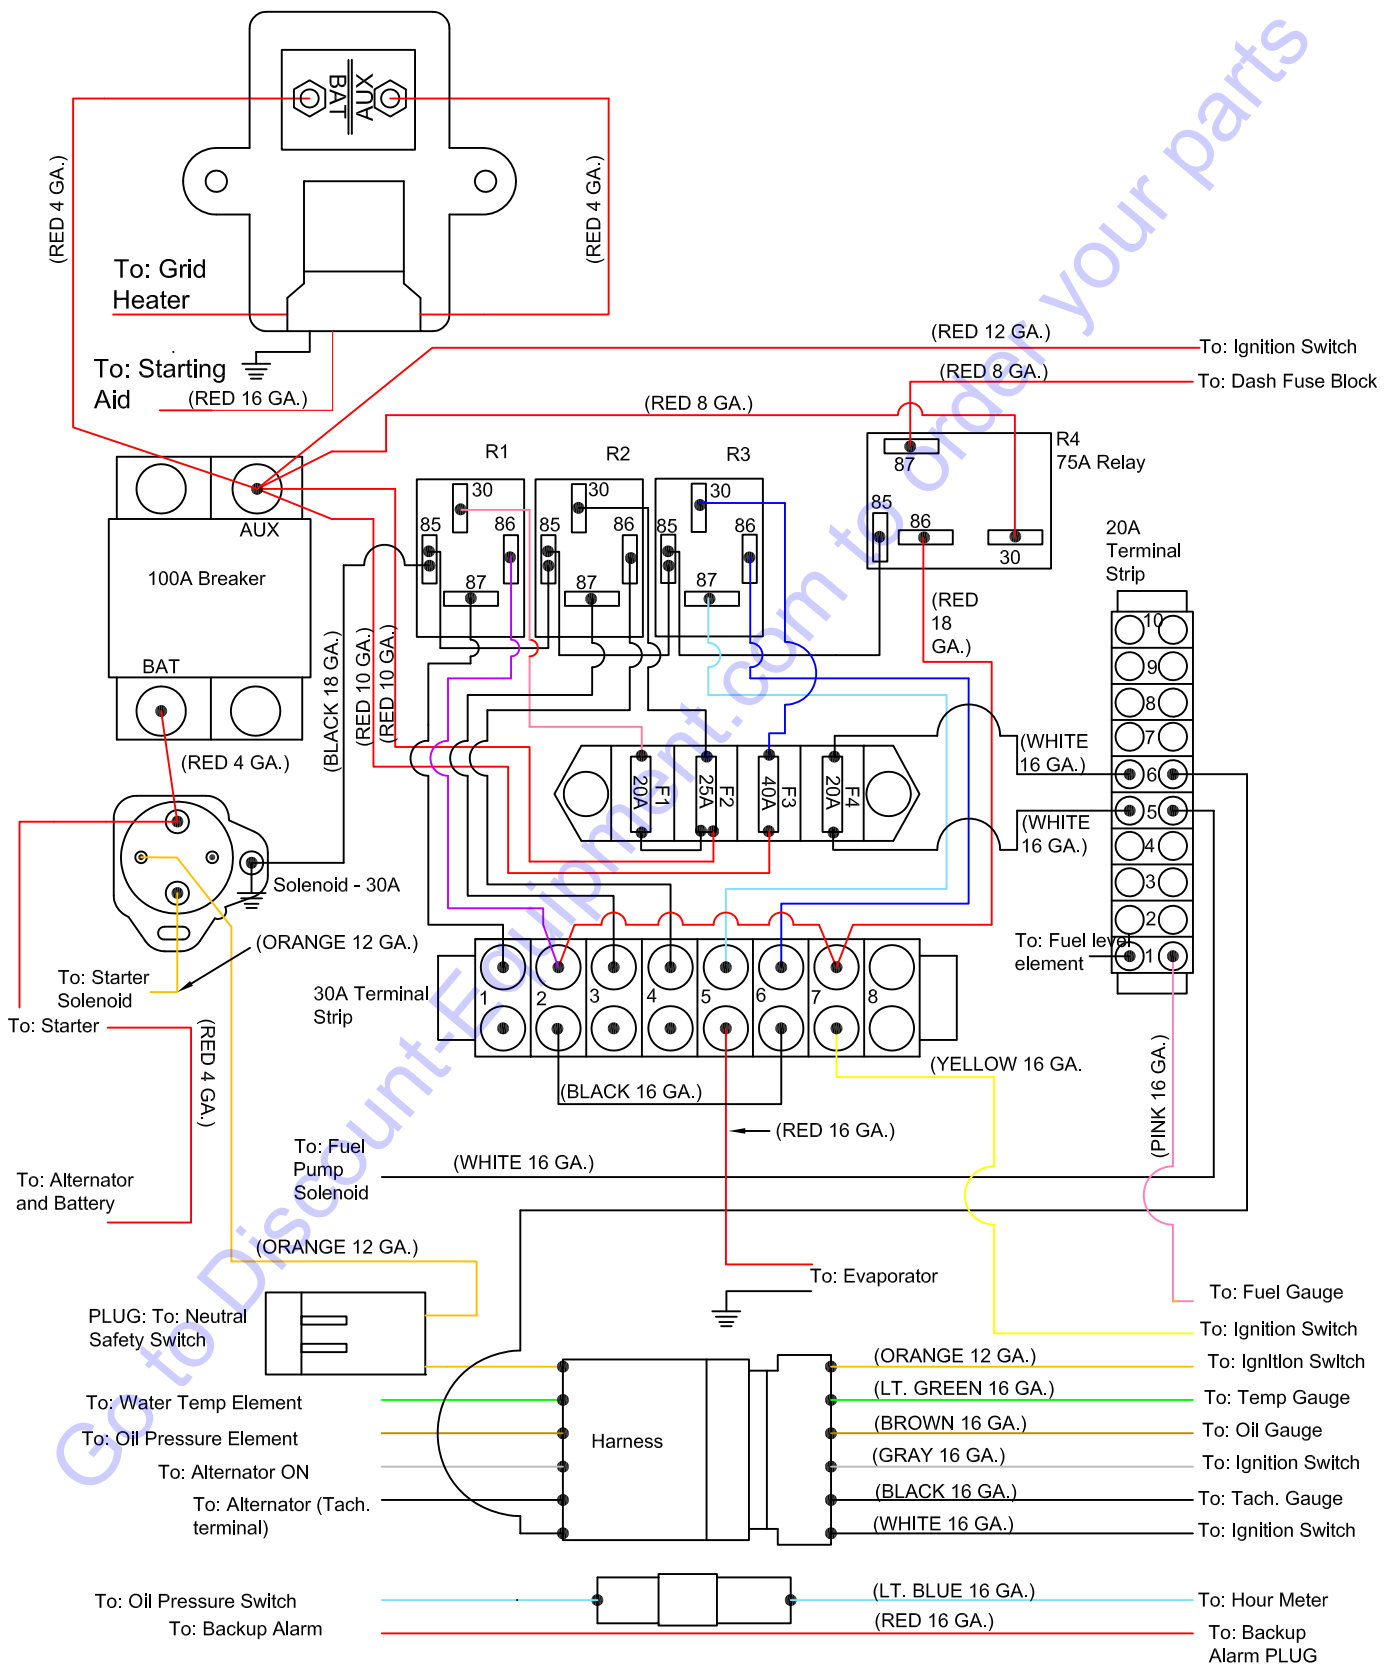 BAT
AUX
(RED 4 GA.)
(RED 4 GA.)
To: Grid
Heater
To: Starting
Aid
(RED 16 GA.)
(RED 12 GA.)
To: Ignition Switch
(RED 8 GA.)
To: Dash Fuse Block
(RED 8 GA.)
R1
R2
R3
R4
75A Relay
AUX
100A Breaker
BAT
30
85
86
87
30
85
86
87
30
85
86
87
87
85
86
30
20A
Terminal
Strip
10
9
8
7
6
5
4
3
2
1
(RED
18
GA.)
(BLACK 18 GA.)
(RED 10 GA.)
(RED 10 GA.)
(RED 4 GA.)
F1
20A
F2
25A
F3
40A
F4
20A
(WHITE
16 GA.)
(WHITE
16 GA.)
Solenoid - 30A
(ORANGE 12 GA.)
To: Starter
Solenoid
To: Fuel level
element
30A Terminal
Strip
1
2
3
4
5
6
7
8
To: Starter
(RED 4 GA.)
(YELLOW 16 GA.
(BLACK 16 GA.)
(RED 16 GA.)
(PINK 16 GA.)
To: Fuel
Pump
Solenoid
(WHITE 16 GA.)
To: Alternator
and Battery
(ORANGE 12 GA.)
To: Evaporator
To: Fuel Gauge
PLUG: To: Neutral
Safety Switch
To: Ignition Switch
(ORANGE 12 GA.)
To: Ignition Switch
To: Water Temp Element
(LT. GREEN 16 GA.)
To: Temp Gauge
To: Oil Pressure Element
Harness
(BROWN 16 GA.)
To: Oil Gauge
To: Alternator ON
(GRAY 16 GA.)
To: Ignition Switch
To: Alternator (Tach.
terminal)
(BLACK 16 GA.)
To: Tach. Gauge
(WHITE 16 GA.)
To: Ignition Switch
To: Oil Pressure Switch
(LT. BLUE 16 GA.)
To: Hour Meter
To: Backup Alarm
(RED 16 GA.)
To: Backup
Alarm PLUG
Go to Discount-Equipment.com to order your parts